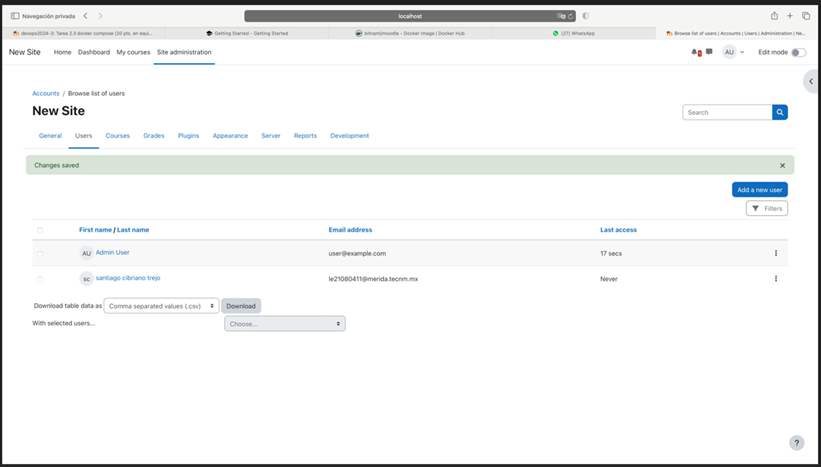 Navegación privada
localhost
devops2024-3: Tarea 2.3 docker compose (20 pts. en equi...
Getting Started - Getting Started
bitnami/moodle - Docker Image | Docker Hub
(27) WhatsApp
Browse list of users | Accounts | Users | Administration | Ne...
New Site Home Dashboard My courses Site administration AU Edit mode
Accounts / Browse list of users
New Site
Search
General Users Courses Grades Plugins Appearance Server Reports Development
Changes saved ×
Add a new user
Filters
First name / Last name Email address Last access
AU Admin User user@example.com 17 secs
sc santiago cibriano trejo le21080411@merida.tecnm.mx Never
Download table data as Comma separated values (.csv) Download
With selected users... Choose...
?